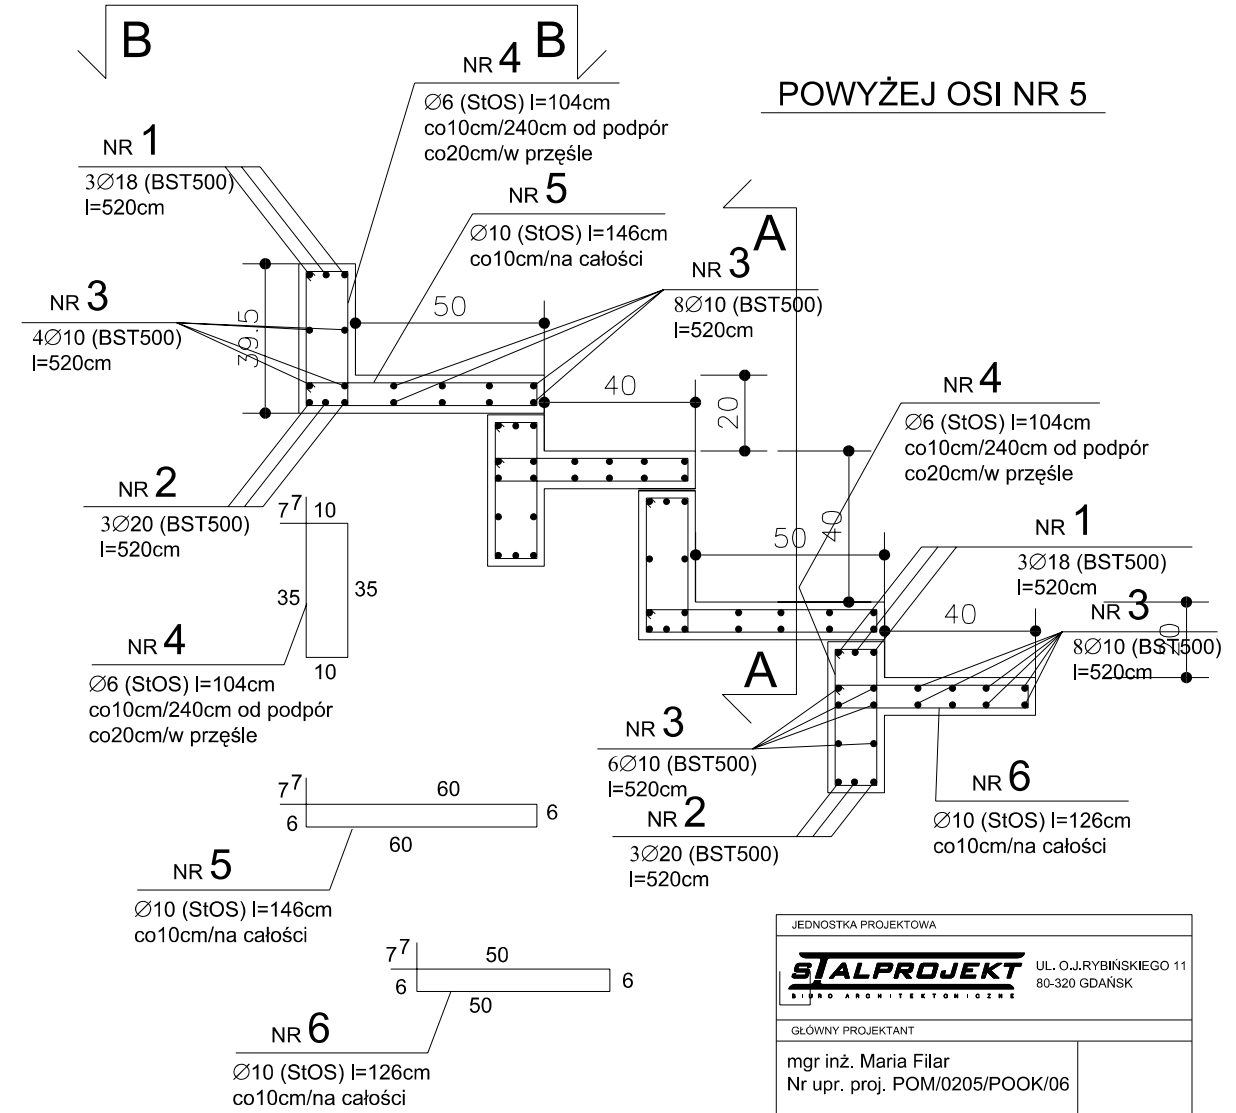 B
B
POWYŻEJ OSI NR 5
NR 4
Ø6 (StOS) l=104cm
co10cm/240cm od podpór
co20cm/w przęśle
NR 1
3Ø18 (BST500)
l=520cm
NR 5
Ø10 (StOS) l=146cm
co10cm/na całości
A
NR 3
8Ø10 (BST500)
l=520cm
NR 3
4Ø10 (BST500)
l=520cm
39.5
50
40
20
NR 4
Ø6 (StOS) l=104cm
co10cm/240cm od podpór
co20cm/w przęśle
NR 2
3Ø20 (BST500)
l=520cm
77 10
35 35
10
NR 4
Ø6 (StOS) l=104cm
co10cm/240cm od podpór
co20cm/w przęśle
50
40
NR 1
3Ø18 (BST500)
l=520cm
40
NR 3
8Ø10 (BST500)
l=520cm
A
NR 3
6Ø10 (BST500)
l=520cm
NR 2
3Ø20 (BST500)
l=520cm
NR 6
Ø10 (StOS) l=126cm
co10cm/na całości
77 60
6 6
60
NR 5
Ø10 (StOS) l=146cm
co10cm/na całości
77 50
6 6
50
NR 6
Ø10 (StOS) l=126cm
co10cm/na całości
JEDNOSTKA PROJEKTOWA
STALPROJEKT
BIURO ARCHITEKTONICZNE
UL. O.J.RYBIŃSKIEGO 11
80-320 GDAŃSK
GŁÓWNY PROJEKTANT
mgr inż. Maria Filar
Nr upr. proj. POM/0205/POOK/06